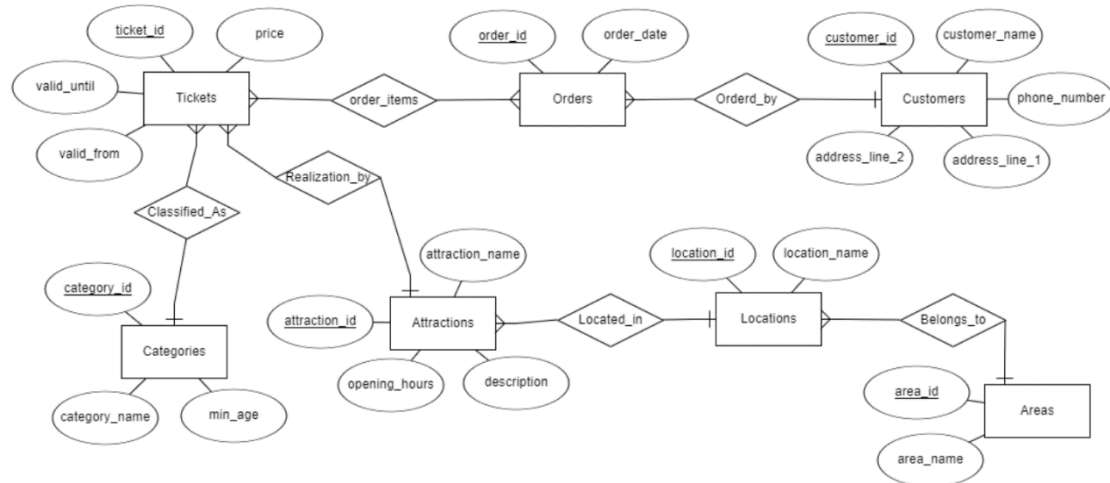 ticket_id
price
order_id
order_date
customer_id
customer_name
valid_until
Tickets
order_items
Orders
Orderd_by
Customers
phone_number
valid_from
address_line_2
address_line_1
Realization_by
Classified_As
attraction_name
location_id
location_name
category_id
attraction_id
Attractions
Located_in
Locations
Belongs_to
Categories
opening_hours
description
area_id
Areas
category_name
min_age
area_name